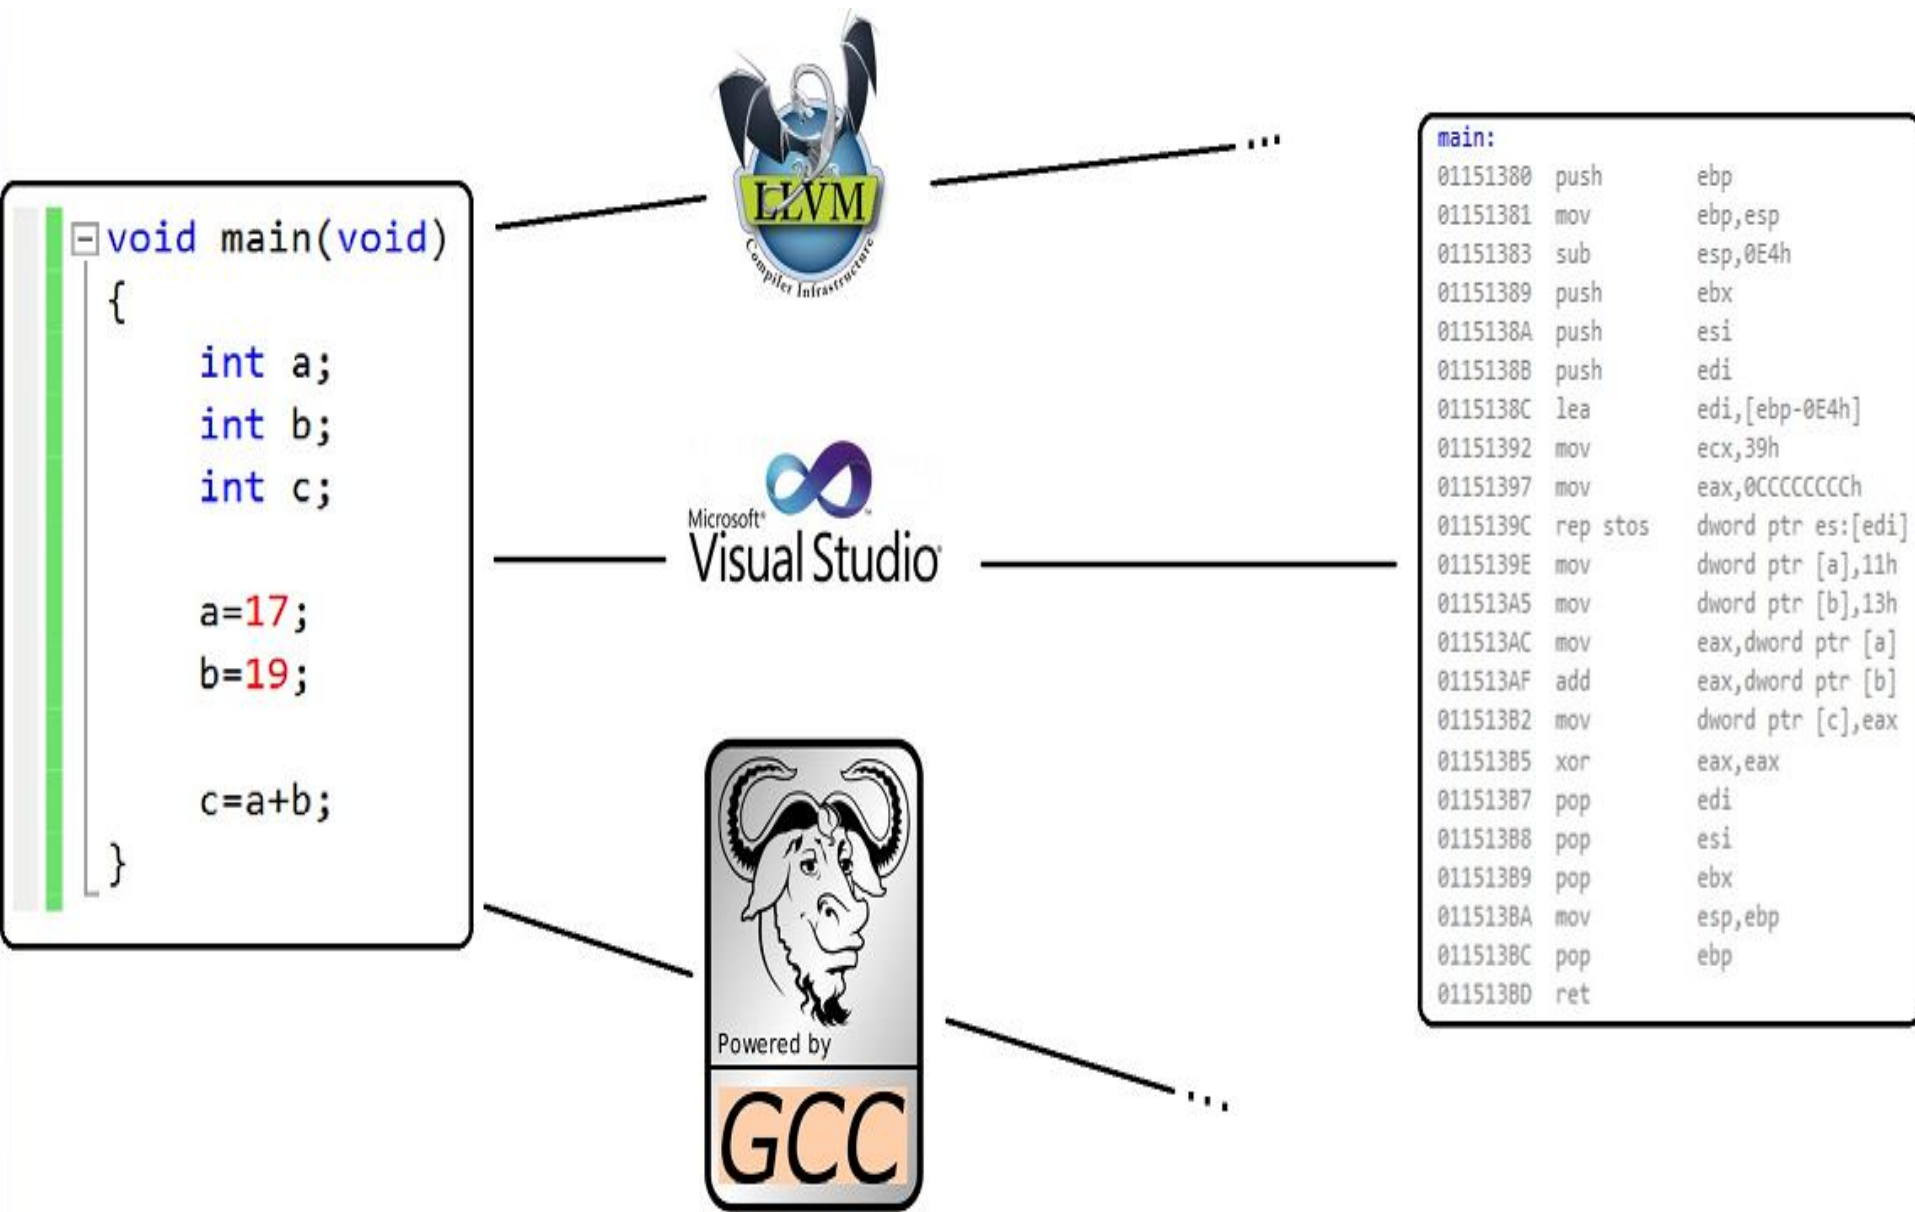 void main(void)
{
int a;
int b;
int c;
a=17;
b=19;
c=a+b;
}
LLVM
Compiler Infrastructure
...
Microsoft®
Visual Studio®
Powered by
GCC
...
main:
01151380 push ebp
01151381 mov ebp,esp
01151383 sub esp,0E4h
01151389 push ebx
0115138A push esi
0115138B push edi
0115138C lea edi,[ebp-0E4h]
01151392 mov ecx,39h
01151397 mov eax,0CCCCCCCCh
0115139C rep stos dword ptr es:[edi]
0115139E mov dword ptr [a],11h
011513A5 mov dword ptr [b],13h
011513AC mov eax,dword ptr [a]
011513AF add eax,dword ptr [b]
011513B2 mov dword ptr [c],eax
011513B5 xor eax,eax
011513B7 pop edi
011513B8 pop esi
011513B9 pop ebx
011513BA mov esp,ebp
011513BC pop ebp
011513BD ret